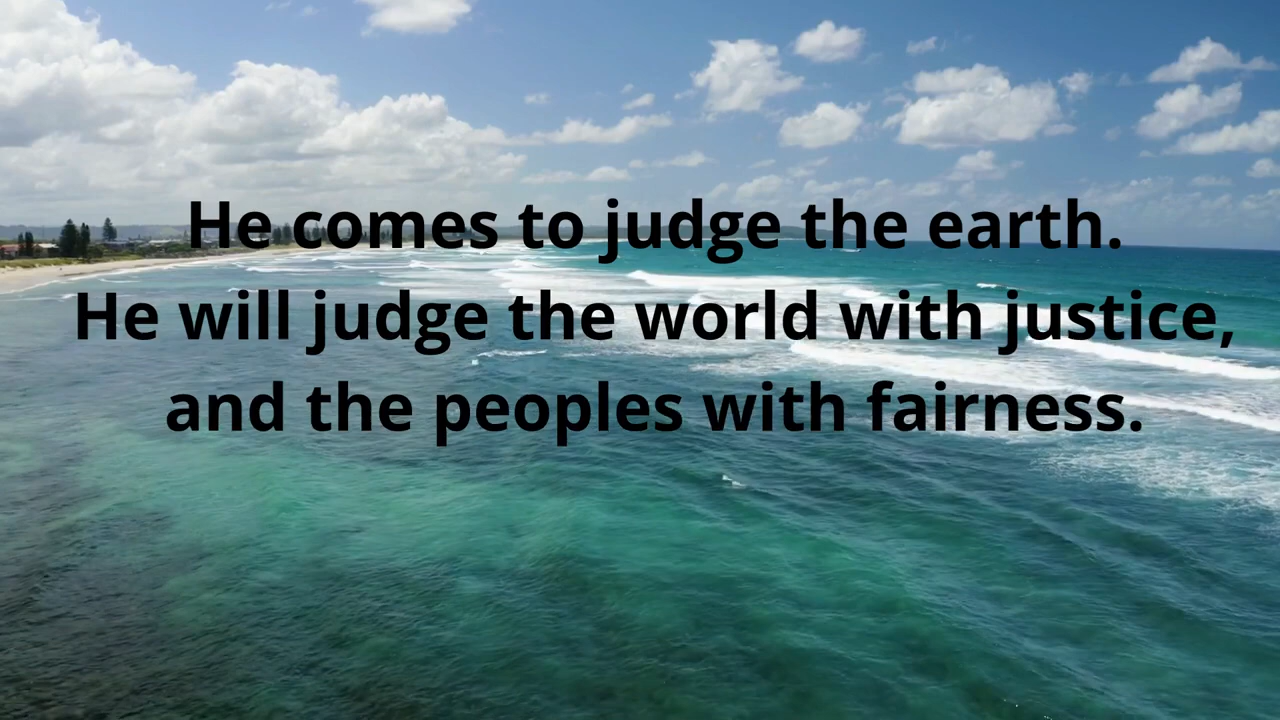 He comes to judge the earth.
He will judge the world with justice,
and the peoples with fairness.